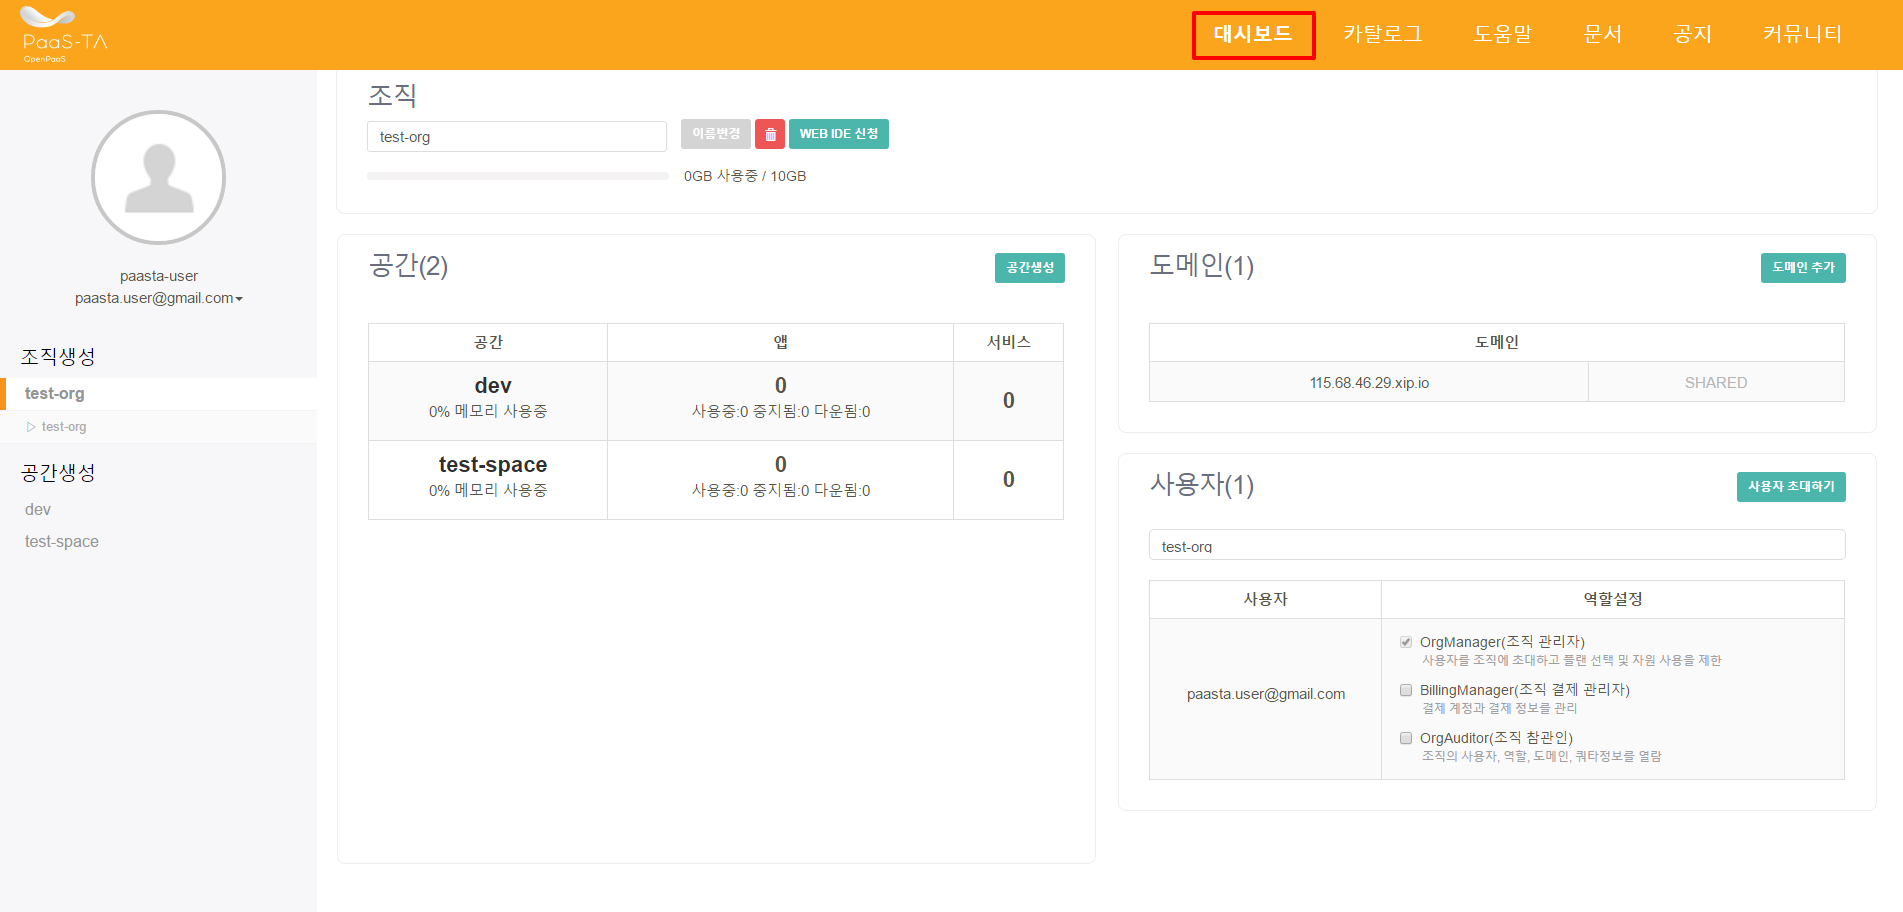 PaaS-TA
OpenPaaS
대시보드 카탈로그 도움말 문서 공지 커뮤니티
paasta-user
paasta.user@gmail.com
조직생성
test-org
test-org
공간생성
dev
test-space
조직
test-org 이름변경 WEB IDE 신청
0GB 사용중 / 10GB
공간(2) 공간생성
공간 앱 서비스
dev 0 0
0% 메모리 사용중 사용중:0 중지됨:0 다운됨:0
test-space 0 0
0% 메모리 사용중 사용중:0 중지됨:0 다운됨:0
도메인(1) 도메인 추가
도메인
115.68.46.29.xip.io SHARED
사용자(1) 사용자 초대하기
test-org
사용자 역할설정
paasta.user@gmail.com
OrgManager(조직 관리자)
사용자를 조직에 초대하고 플랜 선택 및 자원 사용을 제한
BillingManager(조직 결제 관리자)
결제 계정과 결제 정보를 관리
OrgAuditor(조직 참관인)
조직의 사용자, 역할, 도메인, 쿼타정보를 열람